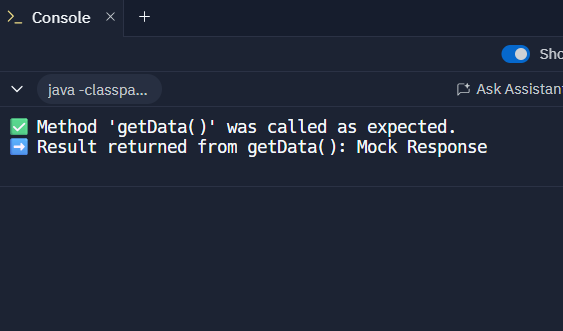 >_ Console × +
Sho
java -classpa... Ask Assistant
✅ Method 'getData()' was called as expected.
➡️ Result returned from getData(): Mock Response